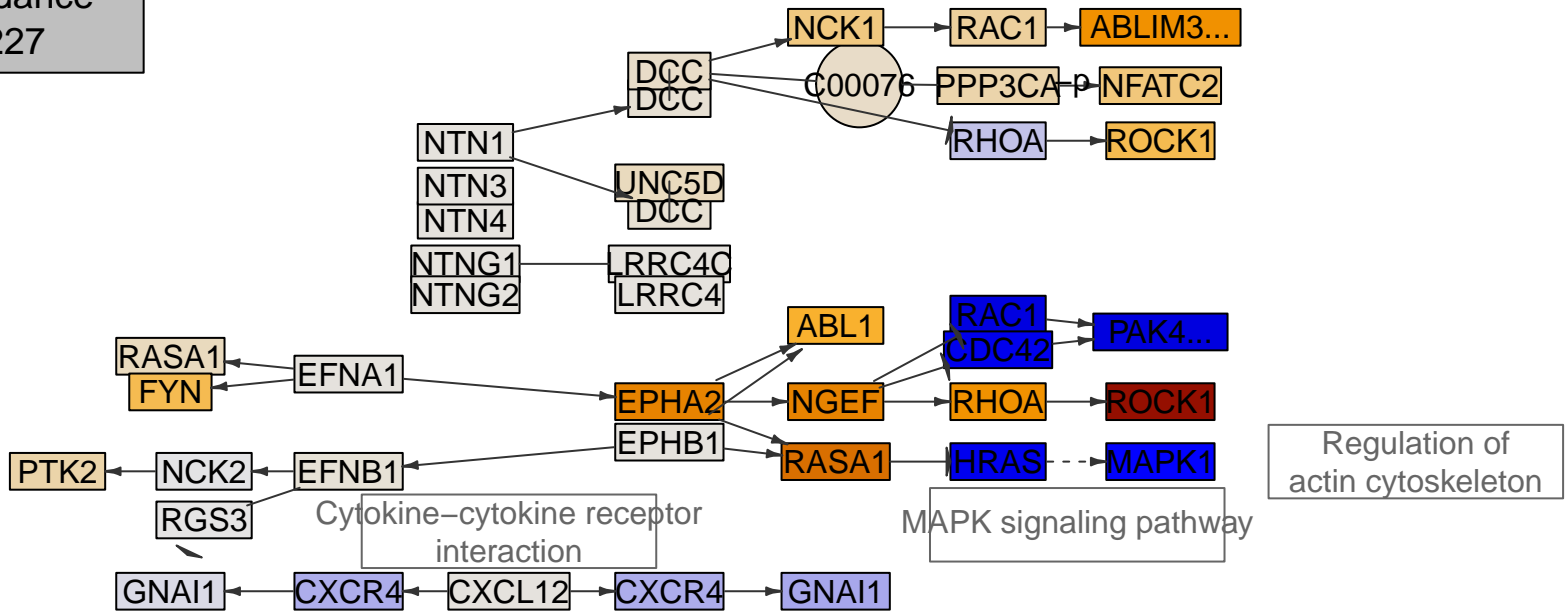 227
NCK1
RAC1
ABLIM3...
DCC
DCC
C00076
PPP3CA
–p
NFATC2
NTN1
RHOA
ROCK1
NTN3
UNC5D
NTN4
DCC
NTNG1
LRRC4C
NTNG2
LRRC4
RAC1
ABL1
PAK4...
RASA1
CDC42
EFNA1
FYN
EPHA2
NGEF
RHOA
ROCK1
EPHB1
PTK2
NCK2
EFNB1
RASA1
HRAS
MAPK1
Regulation of
actin cytoskeleton
RGS3
Cytokine–cytokine receptor
interaction
MAPK signaling pathway
GNAI1
CXCR4
CXCL12
CXCR4
GNAI1